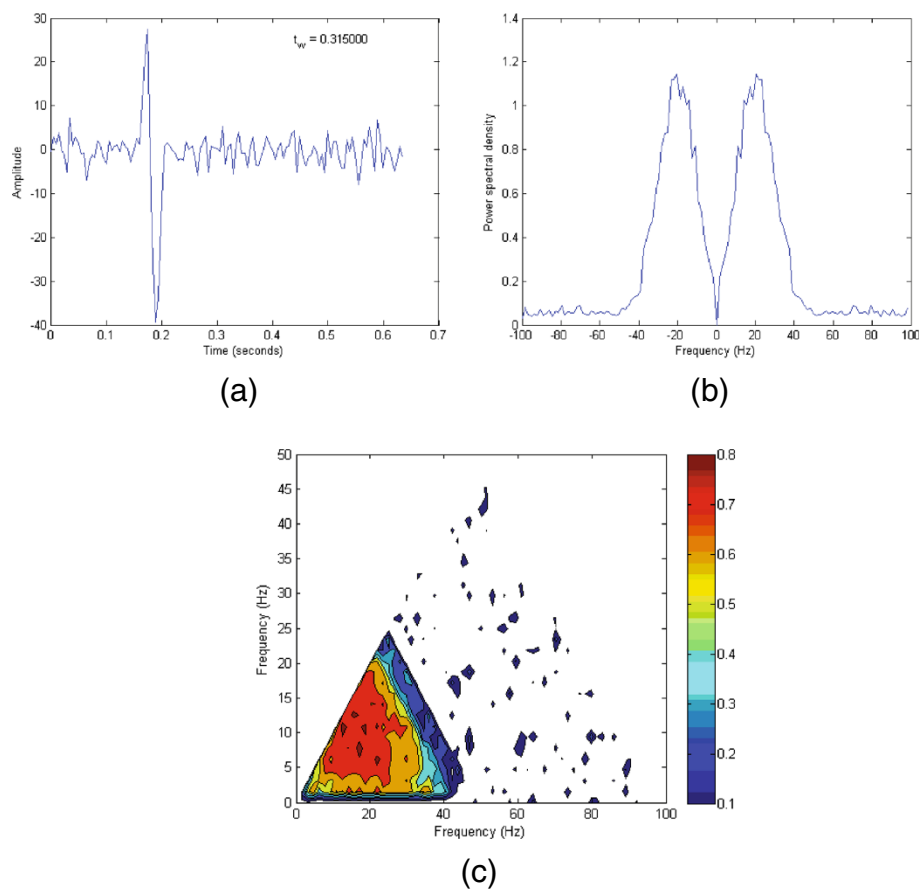 t_w = 0.315000
Amplitude
30
20
10
0
-10
-20
-30
-40
0 0.1 0.2 0.3 0.4 0.5 0.6 0.7
Time (seconds)
(a)
Power spectral density
1.4
1.2
1
0.8
0.6
0.4
0.2
0
-100 -80 -60 -40 -20 0 20 40 60 80 100
Frequency (Hz)
(b)
Frequency (Hz)
50
45
40
35
30
25
20
15
10
5
0
0 20 40 60 80 100
Frequency (Hz)
0.8
0.7
0.6
0.5
0.4
0.3
0.2
0.1
(c)